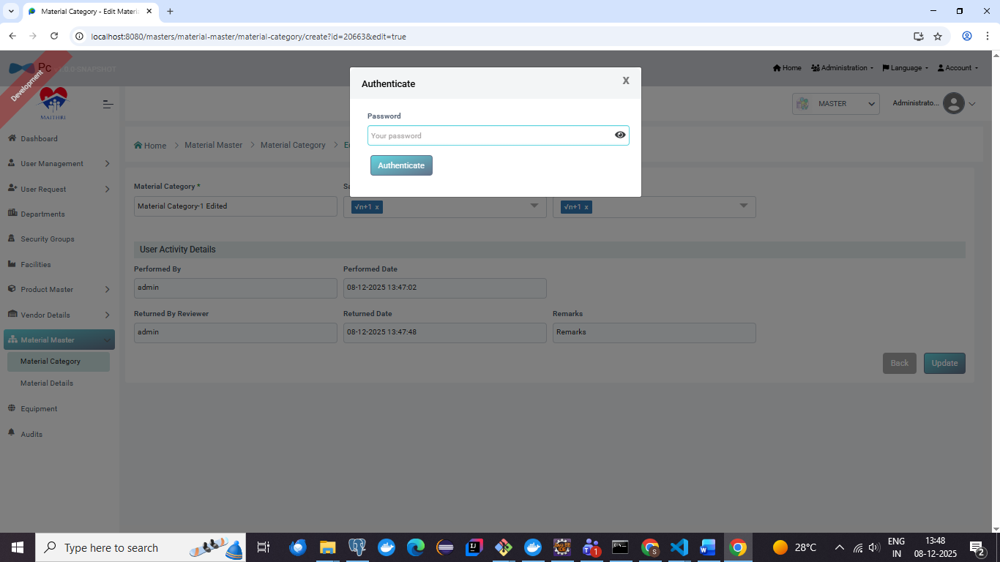 Material Category - Edit Materi
localhost:8080/masters/material-master/material-category/create?id=20663&edit=true
Development
Pc - 1.0.0-SNAPSHOT
Home
Administration
Language
Account
MAITHRI
MASTER
Administrato...
Authenticate
X
Password
Your password
Authenticate
Dashboard
User Management
User Request
Departments
Security Groups
Facilities
Product Master
Vendor Details
Material Master
Material Category
Material Details
Equipment
Audits
Home > Material Master > Material Category >
Material Category *
Material Category-1 Edited
√n+1 x
√n+1 x
User Activity Details
Performed By
Performed Date
admin
08-12-2025 13:47:02
Returned By Reviewer
Returned Date
Remarks
admin
08-12-2025 13:47:48
Remarks
Back
Update
Type here to search
1
28°C
ENG
IN
13:48
08-12-2025
2